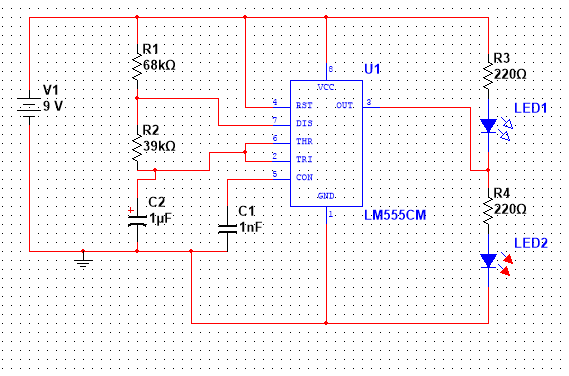 V1
9 V
R1
68kΩ
R2
39kΩ
+
C2
1µF
C1
1nF
U1
8
VCC
4
RST
OUT
3
7
DIS
6
THR
2
TRI
5
CON
GND
1
LM555CM
R3
220Ω
LED1
R4
220Ω
LED2